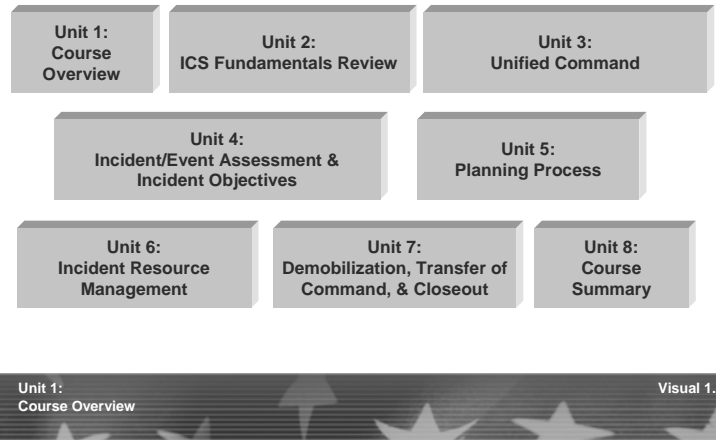 Unit 1:
Course
Overview
Unit 2:
ICS Fundamentals Review
Unit 3:
Unified Command
Unit 4:
Incident/Event Assessment &
Incident Objectives
Unit 5:
Planning Process
Unit 6:
Incident Resource
Management
Unit 7:
Demobilization, Transfer of
Command, & Closeout
Unit 8:
Course
Summary
Unit 1:
Course Overview
Visual 1.